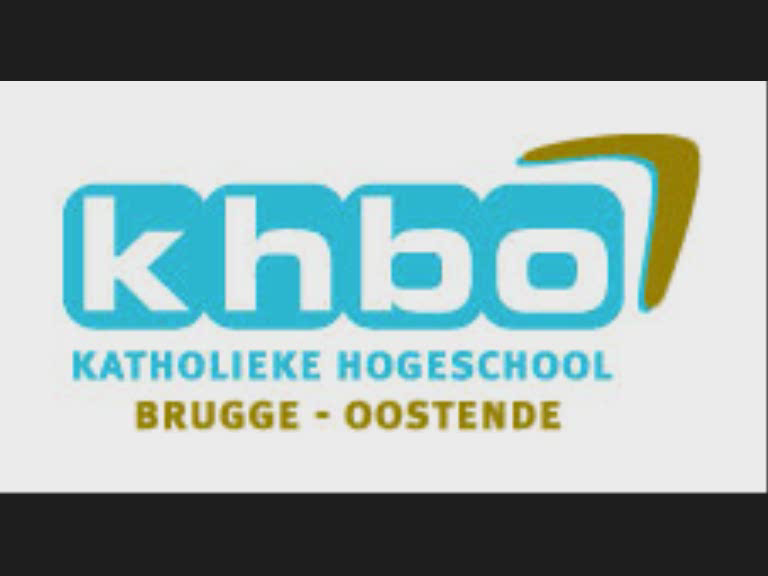 khbo
KATHOLIEKE HOGESCHOOL
BRUGGE - OOSTENDE